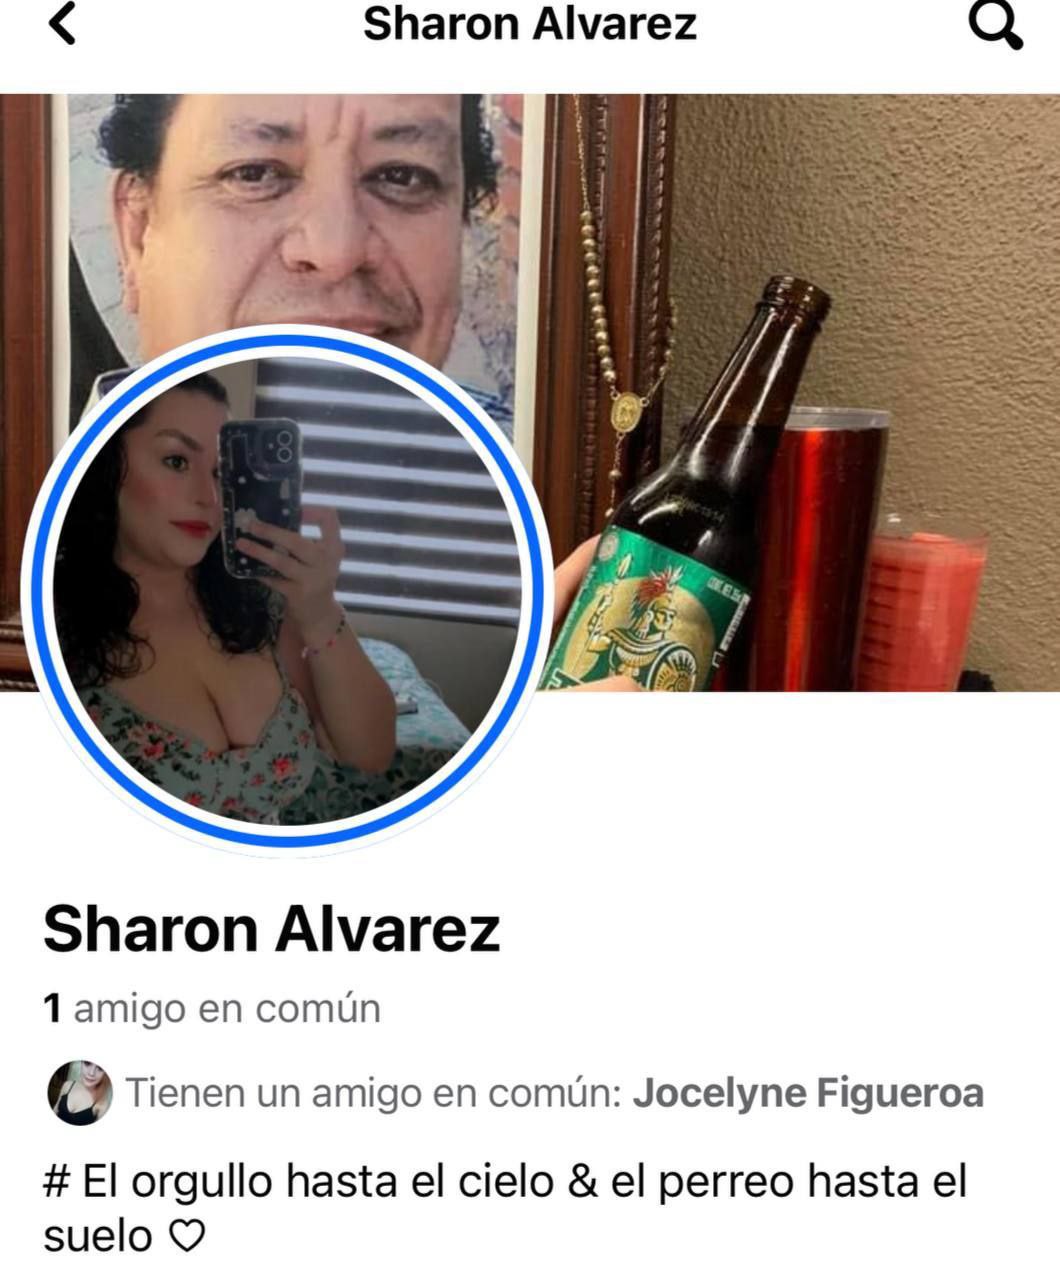 Sharon Alvarez
Sharon Alvarez
1 amigo en común
Tienen un amigo en común: Jocelyne Figueroa
# El orgullo hasta el cielo & el perreo hasta el
suelo ♡